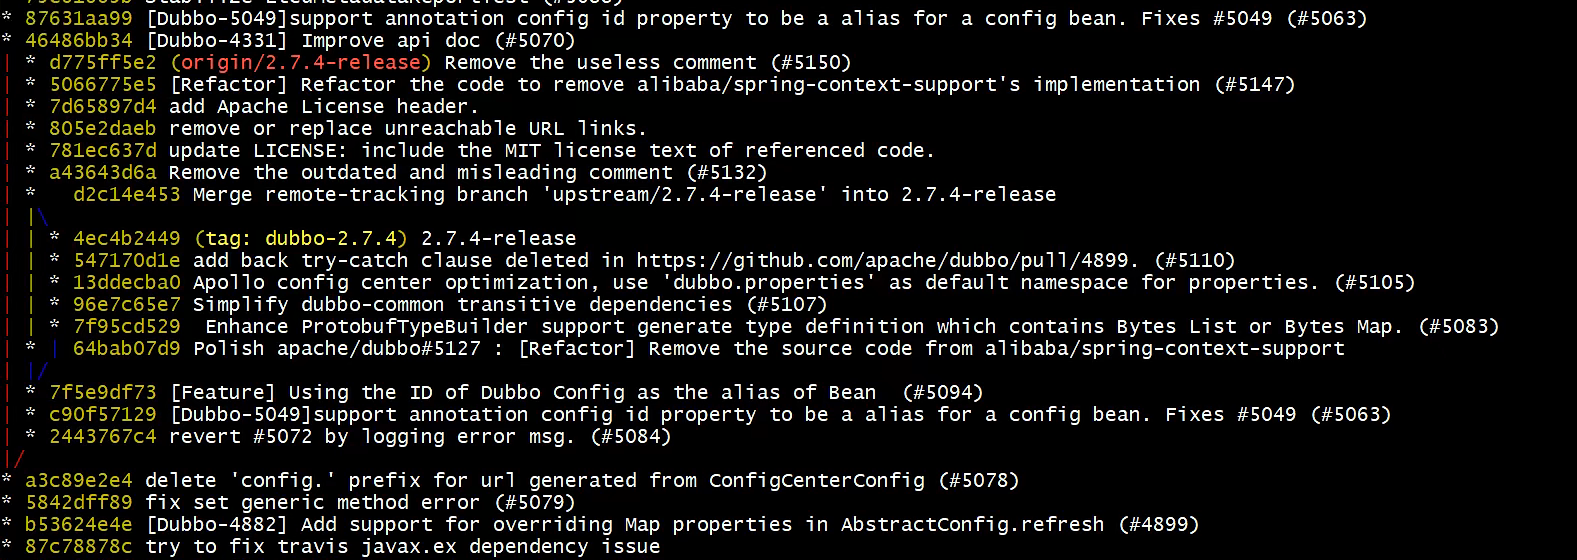 * 87631aa99 [Dubbo-5049]support annotation config id property to be a alias for a config bean. Fixes #5049 (#5063)
* 46486bb34 [Dubbo-4331] Improve api doc (#5070)
| * d775ff5e2 (origin/2.7.4-release) Remove the useless comment (#5150)
| * 5066775e5 [Refactor] Refactor the code to remove alibaba/spring-context-support's implementation (#5147)
| * 7d65897d4 add Apache License header.
| * 805e2daeb remove or replace unreachable URL links.
| * 781ec637d update LICENSE: include the MIT license text of referenced code.
| * a43643d6a Remove the outdated and misleading comment (#5132)
| *   d2c14e453 Merge remote-tracking branch 'upstream/2.7.4-release' into 2.7.4-release
| |\
| | * 4ec4b2449 (tag: dubbo-2.7.4) 2.7.4-release
| | * 547170d1e add back try-catch clause deleted in https://github.com/apache/dubbo/pull/4899. (#5110)
| | * 13ddecba0 Apollo config center optimization, use 'dubbo.properties' as default namespace for properties. (#5105)
| | * 96e7c65e7 Simplify dubbo-common transitive dependencies (#5107)
| | * 7f95cd529  Enhance ProtobufTypeBuilder support generate type definition which contains Bytes List or Bytes Map. (#5083)
| * | 64bab07d9 Polish apache/dubbo#5127 : [Refactor] Remove the source code from alibaba/spring-context-support
| |/
| * 7f5e9df73 [Feature] Using the ID of Dubbo Config as the alias of Bean  (#5094)
| * c90f57129 [Dubbo-5049]support annotation config id property to be a alias for a config bean. Fixes #5049 (#5063)
| * 2443767c4 revert #5072 by logging error msg. (#5084)
|/
* a3c89e2e4 delete 'config.' prefix for url generated from ConfigCenterConfig (#5078)
* 5842dff89 fix set generic method error (#5079)
* b53624e4e [Dubbo-4882] Add support for overriding Map properties in AbstractConfig.refresh (#4899)
* 87c78878c try to fix travis javax.ex dependency issue